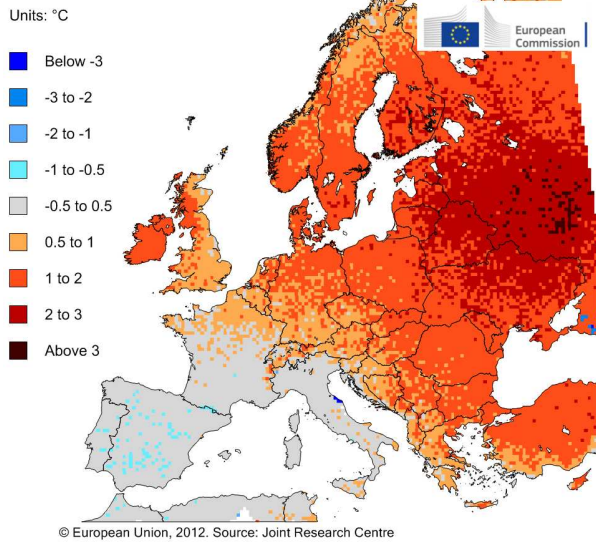 Units: °C
European
Commission
Below -3
-3 to -2
-2 to -1
-1 to -0.5
-0.5 to 0.5
0.5 to 1
1 to 2
2 to 3
Above 3
© European Union, 2012. Source: Joint Research Centre